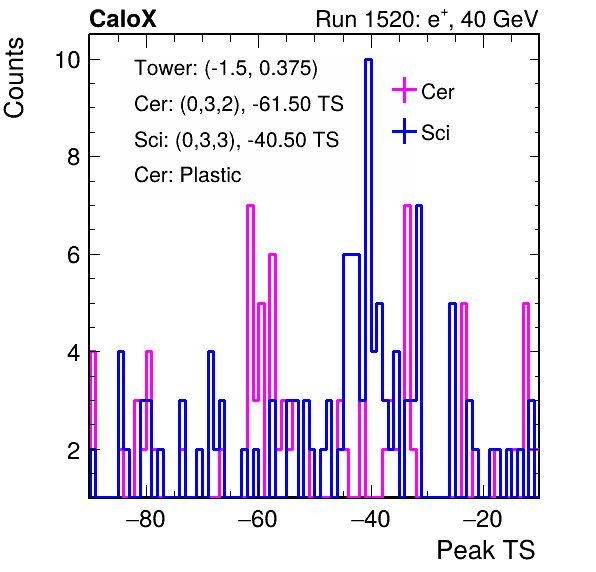 CaloX Run 1520: e⁺, 40 GeV
Counts
Tower: (-1.5, 0.375)
Cer: (0,3,2), -61.50 TS
Sci: (0,3,3), -40.50 TS
Cer: Plastic
Cer
Sci
10
8
6
4
2
−80 −60 −40 −20
Peak TS